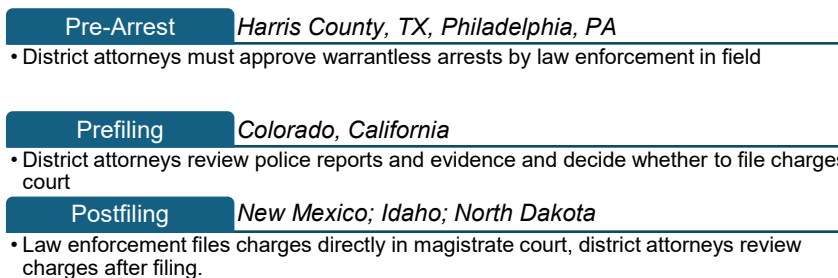 Pre-Arrest Harris County, TX, Philadelphia, PA
• District attorneys must approve warrantless arrests by law enforcement in field
Prefiling Colorado, California
• District attorneys review police reports and evidence and decide whether to file charges
court
Postfiling New Mexico; Idaho; North Dakota
• Law enforcement files charges directly in magistrate court, district attorneys review
charges after filing.